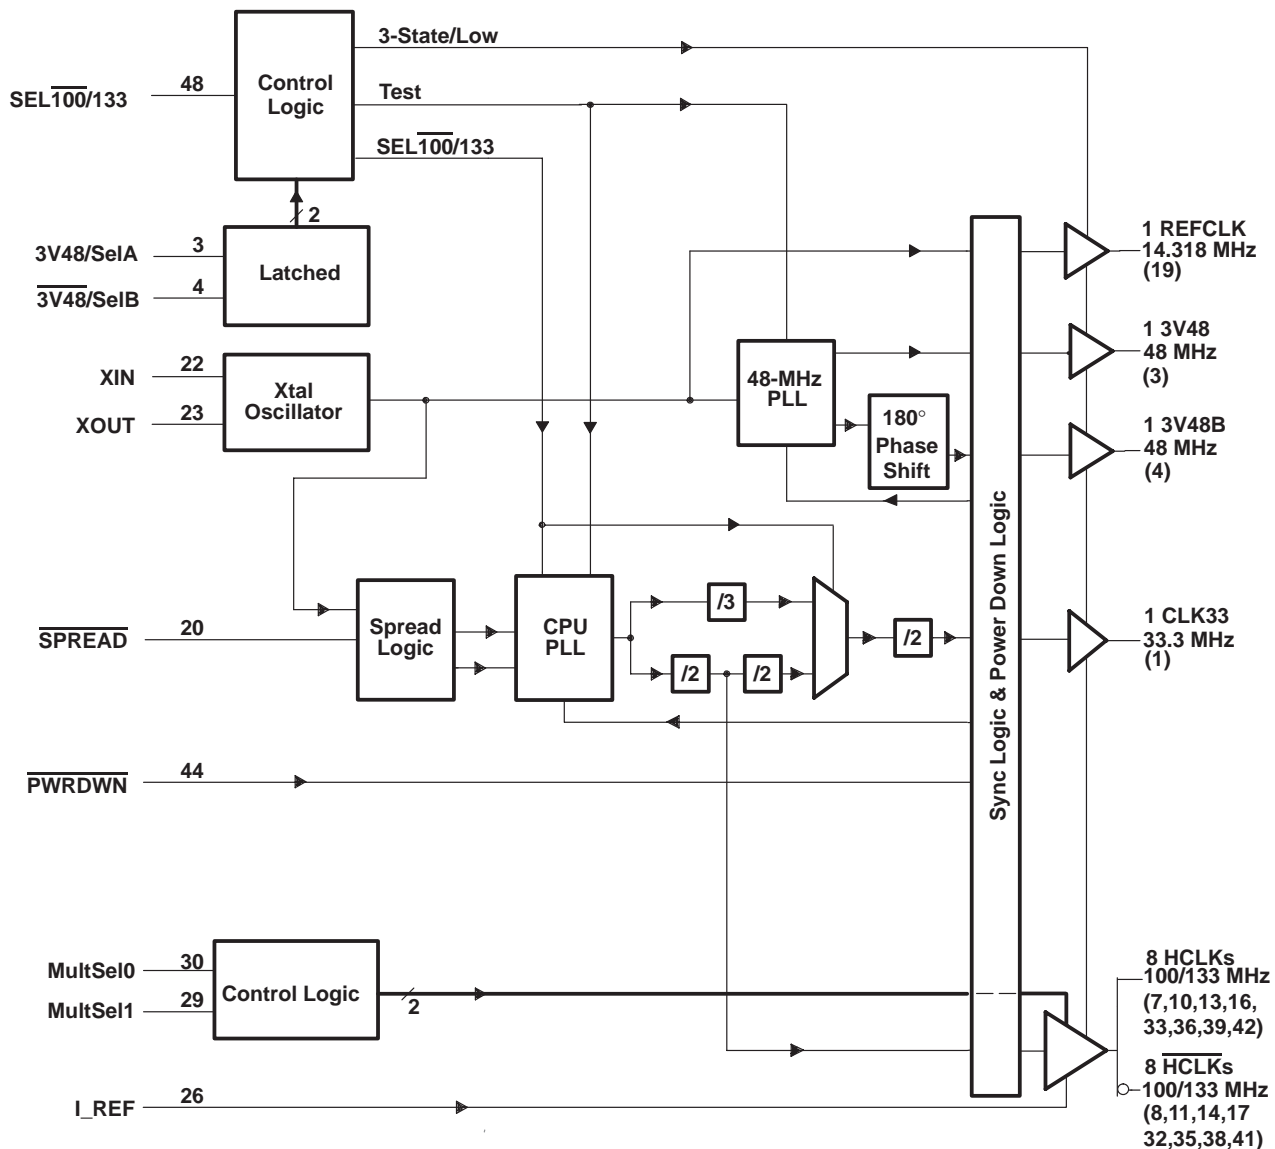 3-State/Low
48
Control
Logic
SEL100/133
Test
SEL100/133
2
3V48/SelA
3
Latched
3V48/SelB
4
1 REFCLK
14.318 MHz
(19)
XIN
22
Xtal
Oscillator
XOUT
23
48-MHz
PLL
180°
Phase
Shift
1 3V48
48 MHz
(3)
1 3V48B
48 MHz
(4)
Sync Logic & Power Down Logic
SPREAD
20
Spread
Logic
CPU
PLL
/3
/2
/2
/2
1 CLK33
33.3 MHz
(1)
PWRDWN
44
MultSel0
30
MultSel1
29
Control Logic
2
8 HCLKs
100/133 MHz
(7,10,13,16,
33,36,39,42)
8 HCLKs
100/133 MHz
(8,11,14,17
32,35,38,41)
I_REF
26